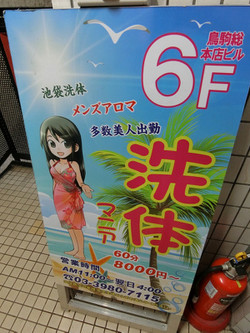 6F
鳥駒総
本店ビル
池袋洗体
メンズアロマ
多数美人出勤
洗体
マニア
60分
8000円~
営業時間
AM11:00~翌日4:00
☎03-3980-7115